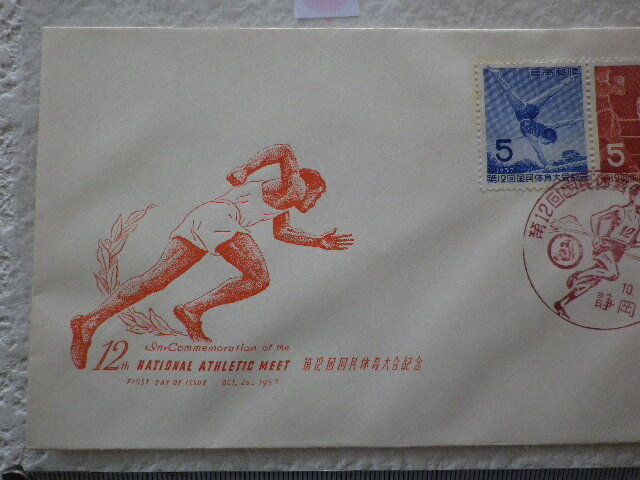 日本郵便
5
1957
第12回国民体育大会記念
5
第12回国民体育
10
静岡
In Commemoration of the
12th NATIONAL ATHLETIC MEET 第12回国民体育大会記念
FIRST DAY OF ISSUE OCT. 26. 1957